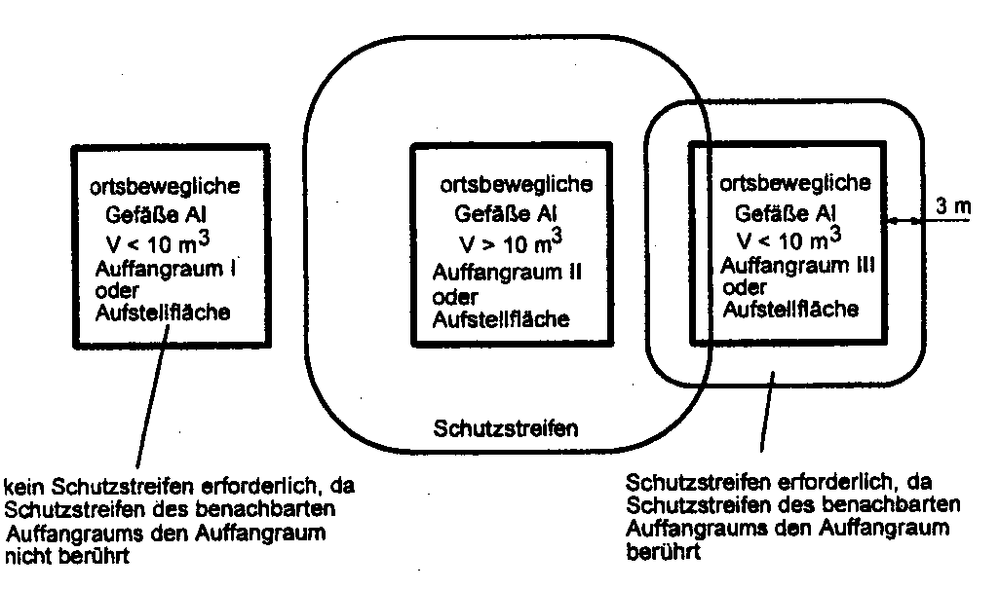 ortsbewegliche
Gefäße AI
V < 10 m³
Auffangraum I
oder
Aufstellfläche
ortsbewegliche
Gefäße AI
V > 10 m³
Auffangraum II
oder
Aufstellfläche
ortsbewegliche
Gefäße AI
V < 10 m³
Auffangraum III
oder
Aufstellfläche
3 m
Schutzstreifen
kein Schutzstreifen erforderlich, da
Schutzstreifen des benachbarten
Auffangraums den Auffangraum
nicht berührt
Schutzstreifen erforderlich, da
Schutzstreifen des benachbarten
Auffangraums den Auffangraum
berührt